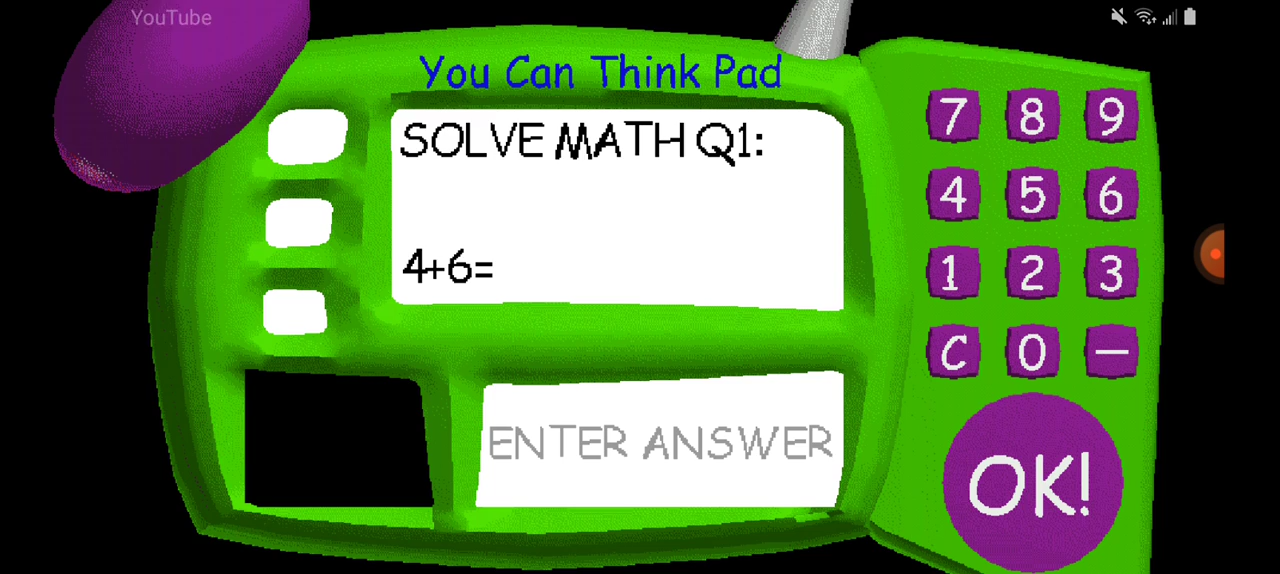 YouTube
You Can Think Pad
SOLVE MATH Q1:
4+6=
ENTER ANSWER
7 8 9
4 5 6
1 2 3
C 0 —
OK!